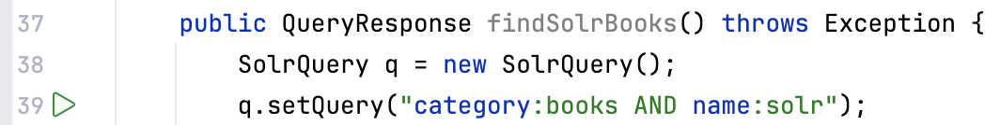 37 public QueryResponse findSolrBooks() throws Exception {
38 SolrQuery q = new SolrQuery();
39 q.setQuery("category:books AND name:solr");